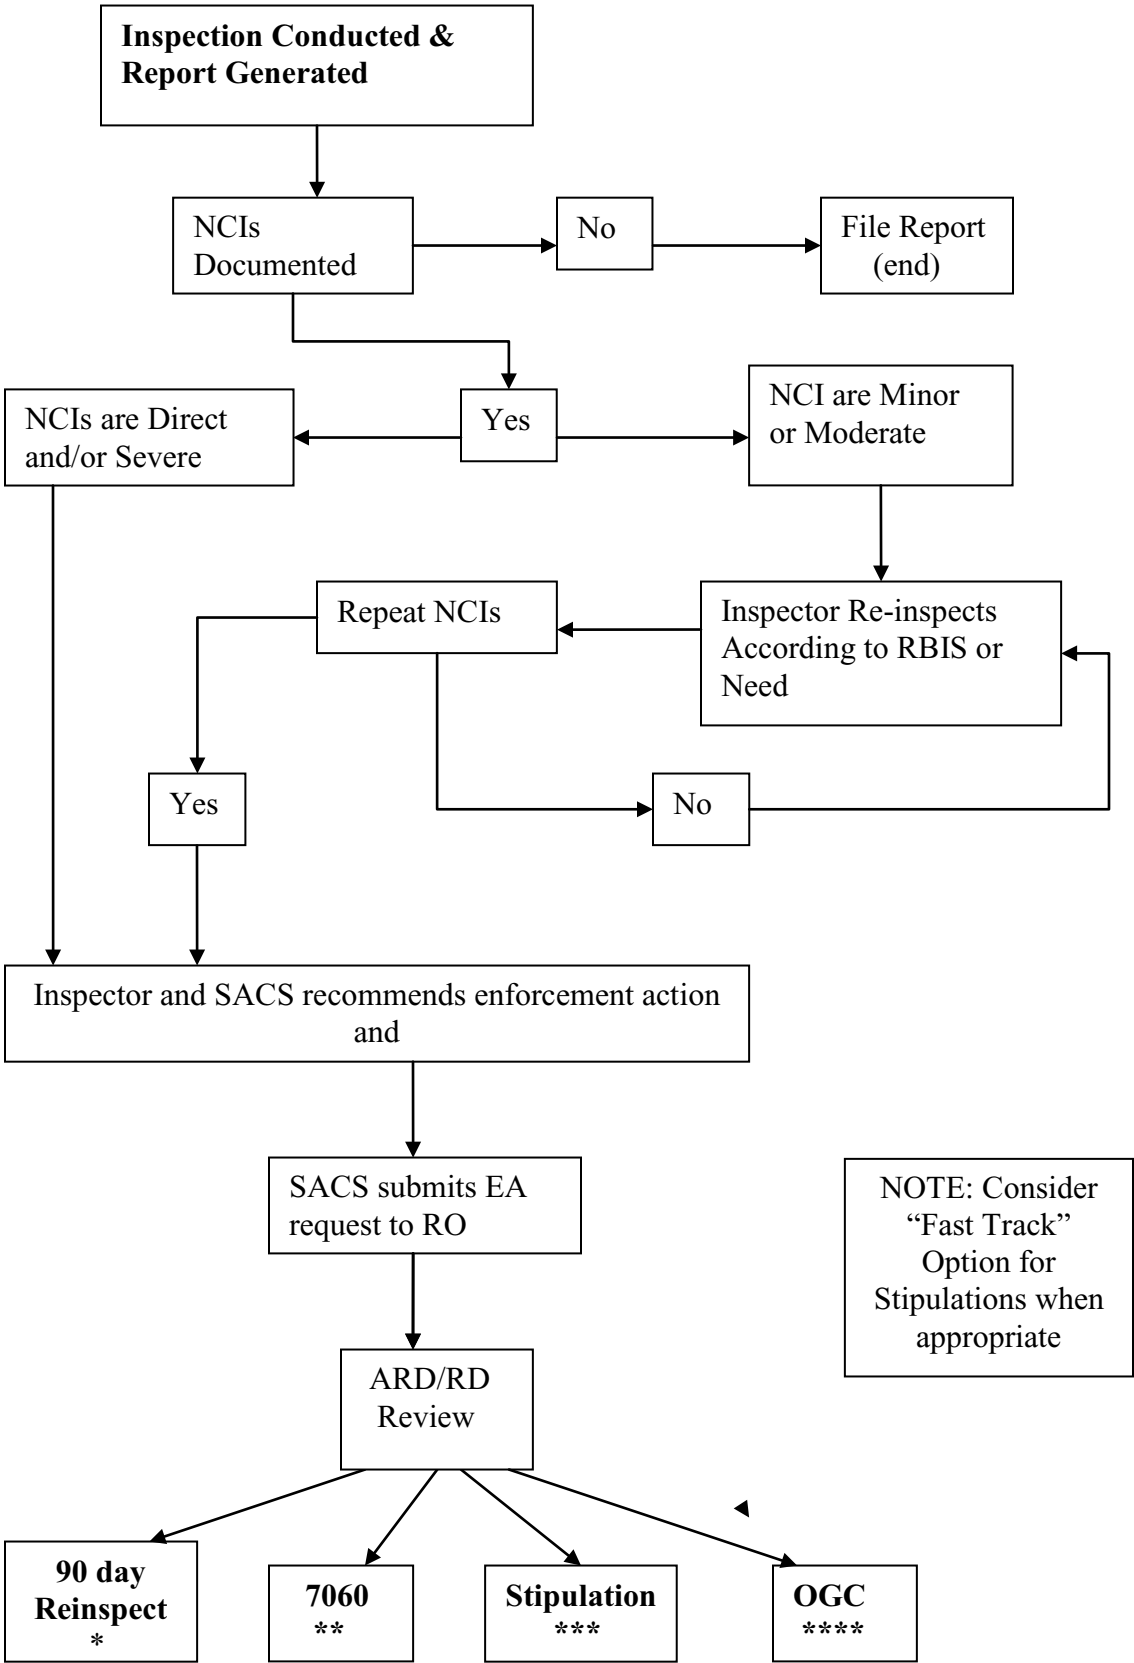 Inspection Conducted &
Report Generated
NCIs
Documented
No
File Report
(end)
NCIs are Direct
and/or Severe
Yes
NCI are Minor
or Moderate
Repeat NCIs
Inspector Re-inspects
According to RBIS or
Need
Yes
No
Inspector and SACS recommends enforcement action
and
SACS submits EA
request to RO
NOTE: Consider
“Fast Track”
Option for
Stipulations when
appropriate
ARD/RD
Review
90 day
Reinspect
*
7060
**
Stipulation
***
OGC
****